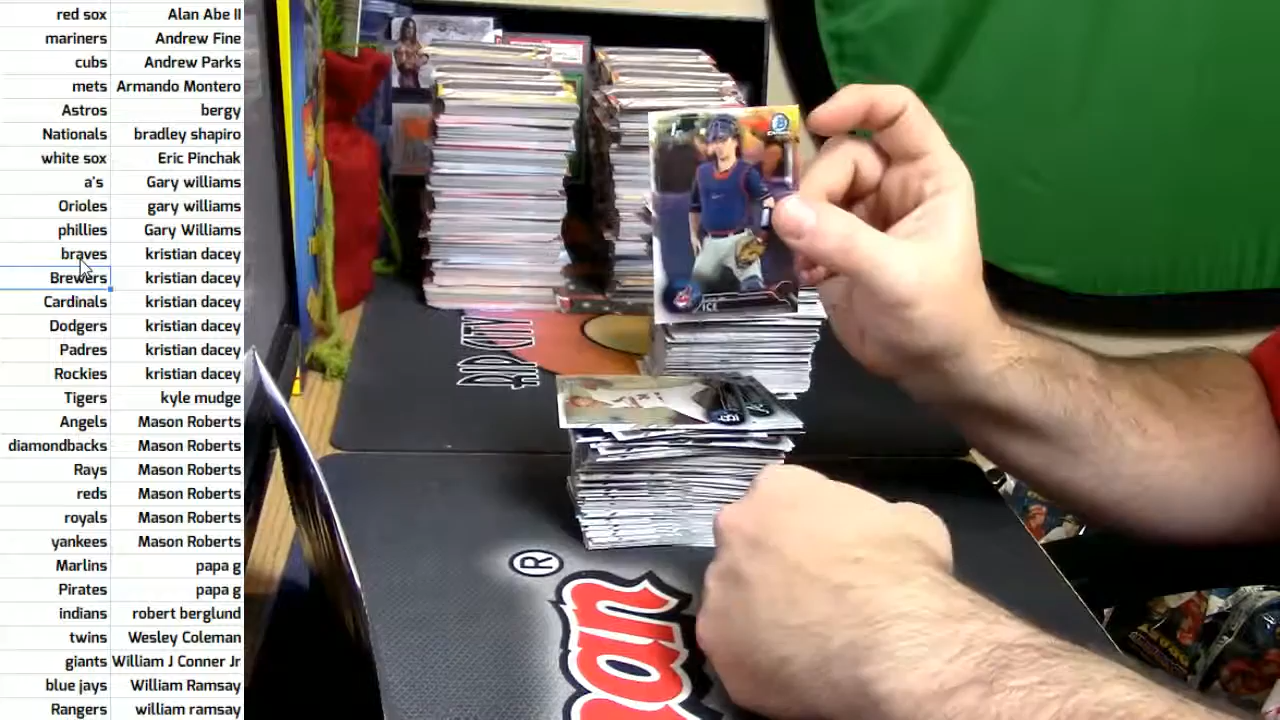 red sox Alan Abe II
mariners Andrew Fine
cubs Andrew Parks
mets Armando Montero
Astros bergy
Nationals bradley shapiro
white sox Eric Pinchak
a's Gary williams
Orioles gary williams
phillies Gary Williams
braves kristian dacey
Brewers kristian dacey
Cardinals kristian dacey
Dodgers kristian dacey
Padres kristian dacey
Rockies kristian dacey
Tigers kyle mudge
Angels Mason Roberts
diamondbacks Mason Roberts
Rays Mason Roberts
reds Mason Roberts
royals Mason Roberts
yankees Mason Roberts
Marlins papa g
Pirates papa g
indians robert berglund
twins Wesley Coleman
giants William J Conner Jr
blue jays William Ramsay
Rangers william ramsay
RIP CITY
®